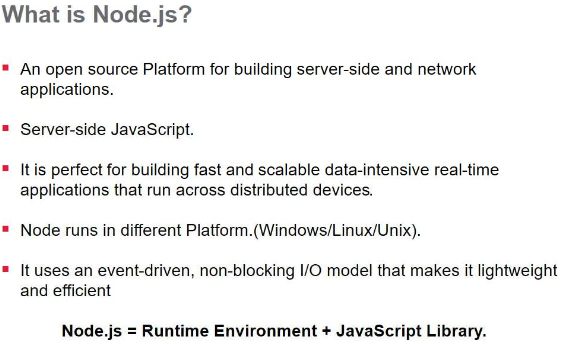 What is Node.js?
An open source Platform for building server-side and network
applications.
Server-side JavaScript.
It is perfect for building fast and scalable data-intensive real-time
applications that run across distributed devices.
Node runs in different Platform.(Windows/Linux/Unix).
It uses an event-driven, non-blocking I/O model that makes it lightweight
and efficient
Node.js = Runtime Environment + JavaScript Library.